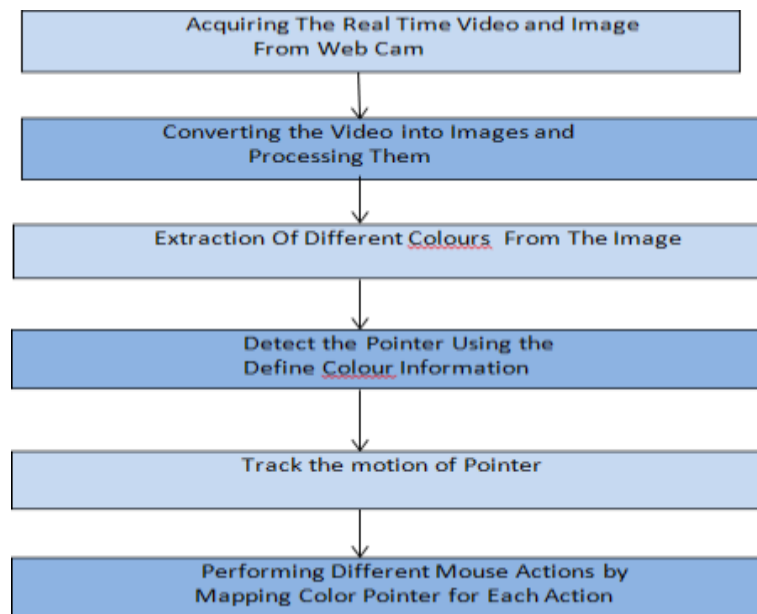 Acquiring The Real Time Video and Image
From Web Cam
Converting the Video into Images and
Processing Them
Extraction Of Different Colours From The Image
Detect the Pointer Using the
Define Colour Information
Track the motion of Pointer
Performing Different Mouse Actions by
Mapping Color Pointer for Each Action